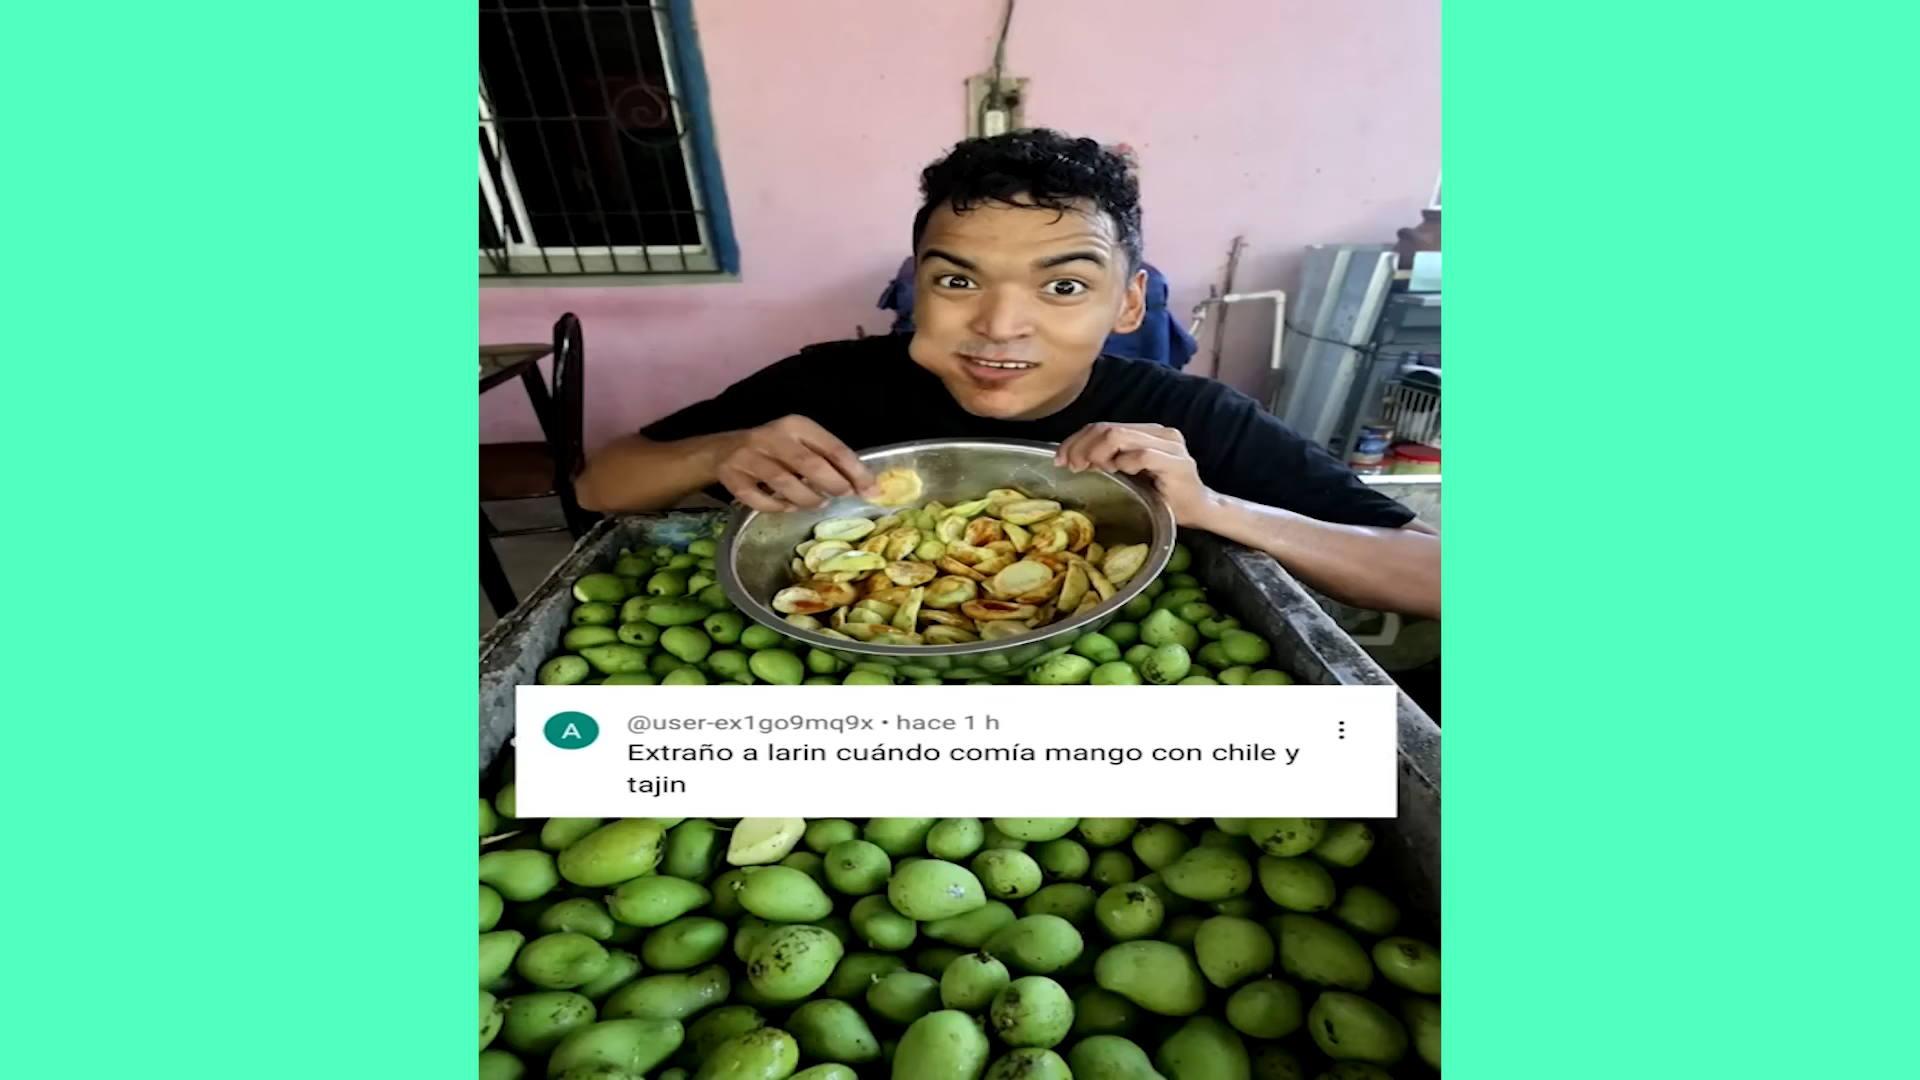 A
@user-ex1go9mq9x • hace 1 h
Extraño a larin cuándo comía mango con chile y
tajin